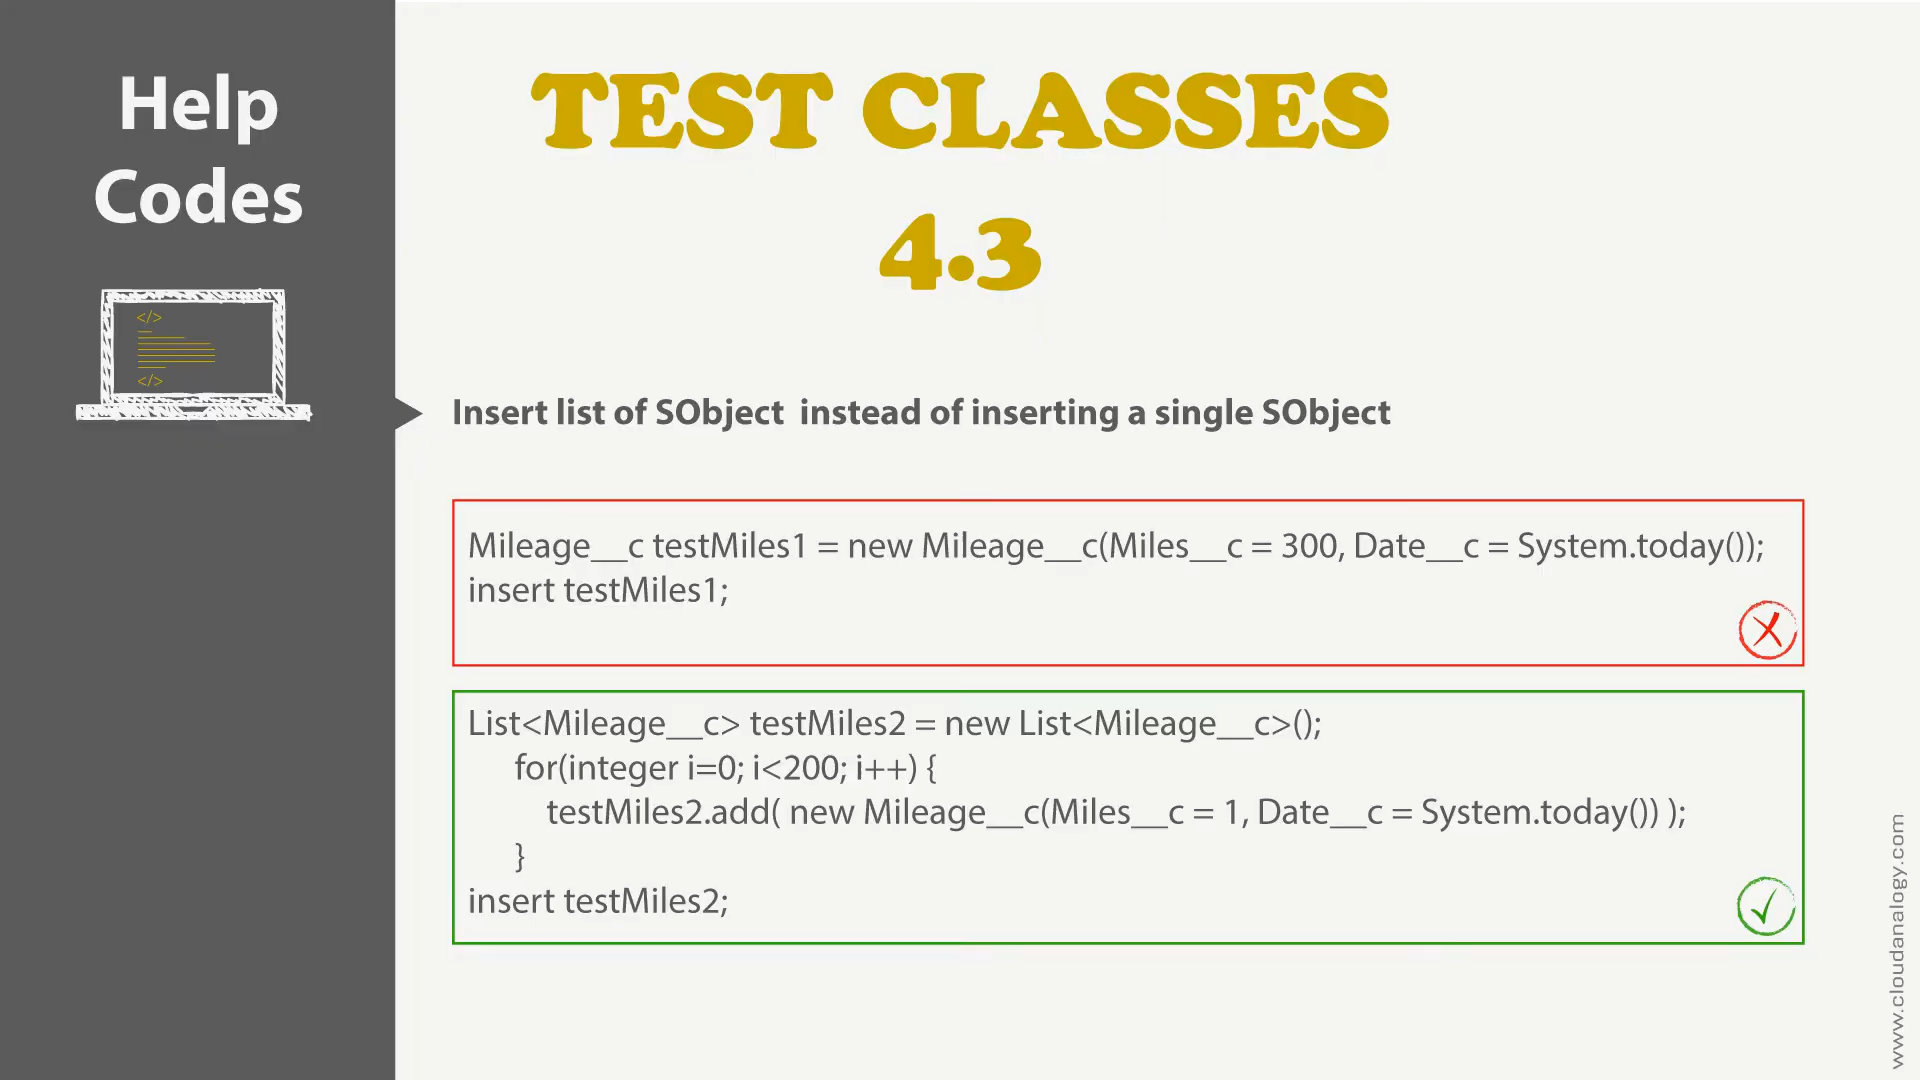 Help
Codes
</>
</>
TEST CLASSES
4.3
Insert list of SObject  instead of inserting a single SObject
Mileage__c testMiles1 = new Mileage__c(Miles__c = 300, Date__c = System.today());
insert testMiles1;
List<Mileage__c> testMiles2 = new List<Mileage__c>();
for(integer i=0; i<200; i++) {
testMiles2.add( new Mileage__c(Miles__c = 1, Date__c = System.today()) );
}
insert testMiles2;
www.cloudanalogy.com